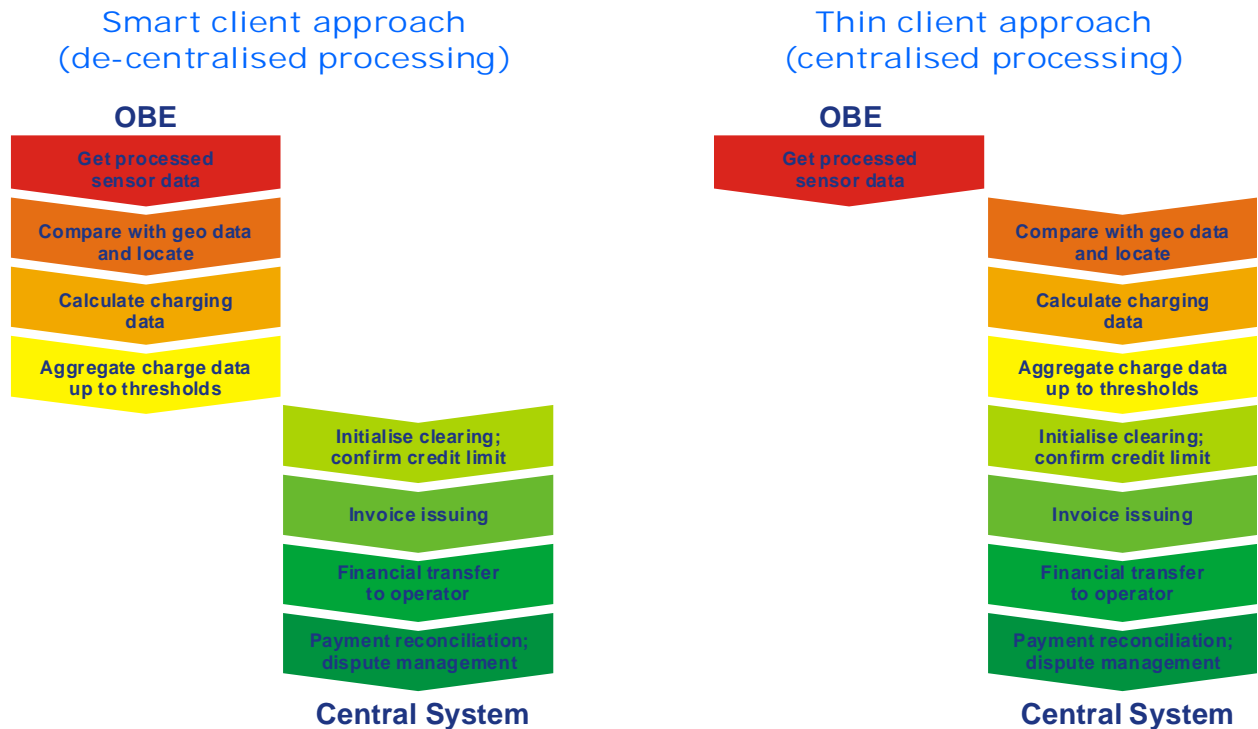 Smart client approach
(de-centralised processing)
OBE
Get processed
sensor data
Compare with geo data
and locate
Calculate charging
data
Aggregate charge data
up to thresholds
Initialise clearing;
confirm credit limit
Invoice issuing
Financial transfer
to operator
Payment reconciliation;
dispute management
Central System
Thin client approach
(centralised processing)
OBE
Get processed
sensor data
Compare with geo data
and locate
Calculate charging
data
Aggregate charge data
up to thresholds
Initialise clearing;
confirm credit limit
Invoice issuing
Financial transfer
to operator
Payment reconciliation;
dispute management
Central System